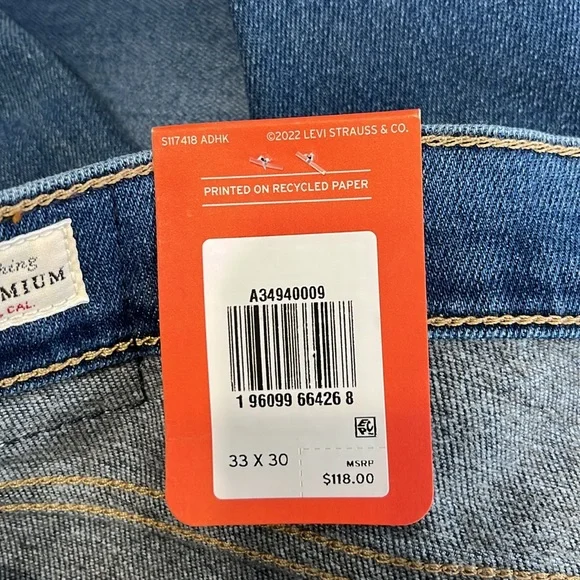 S117418 ADHK ©2022 LEVI STRAUSS & CO.
PRINTED ON RECYCLED PAPER
A34940009
1 96099 66426 8
33 X 30
MSRP
$118.00
CAL.